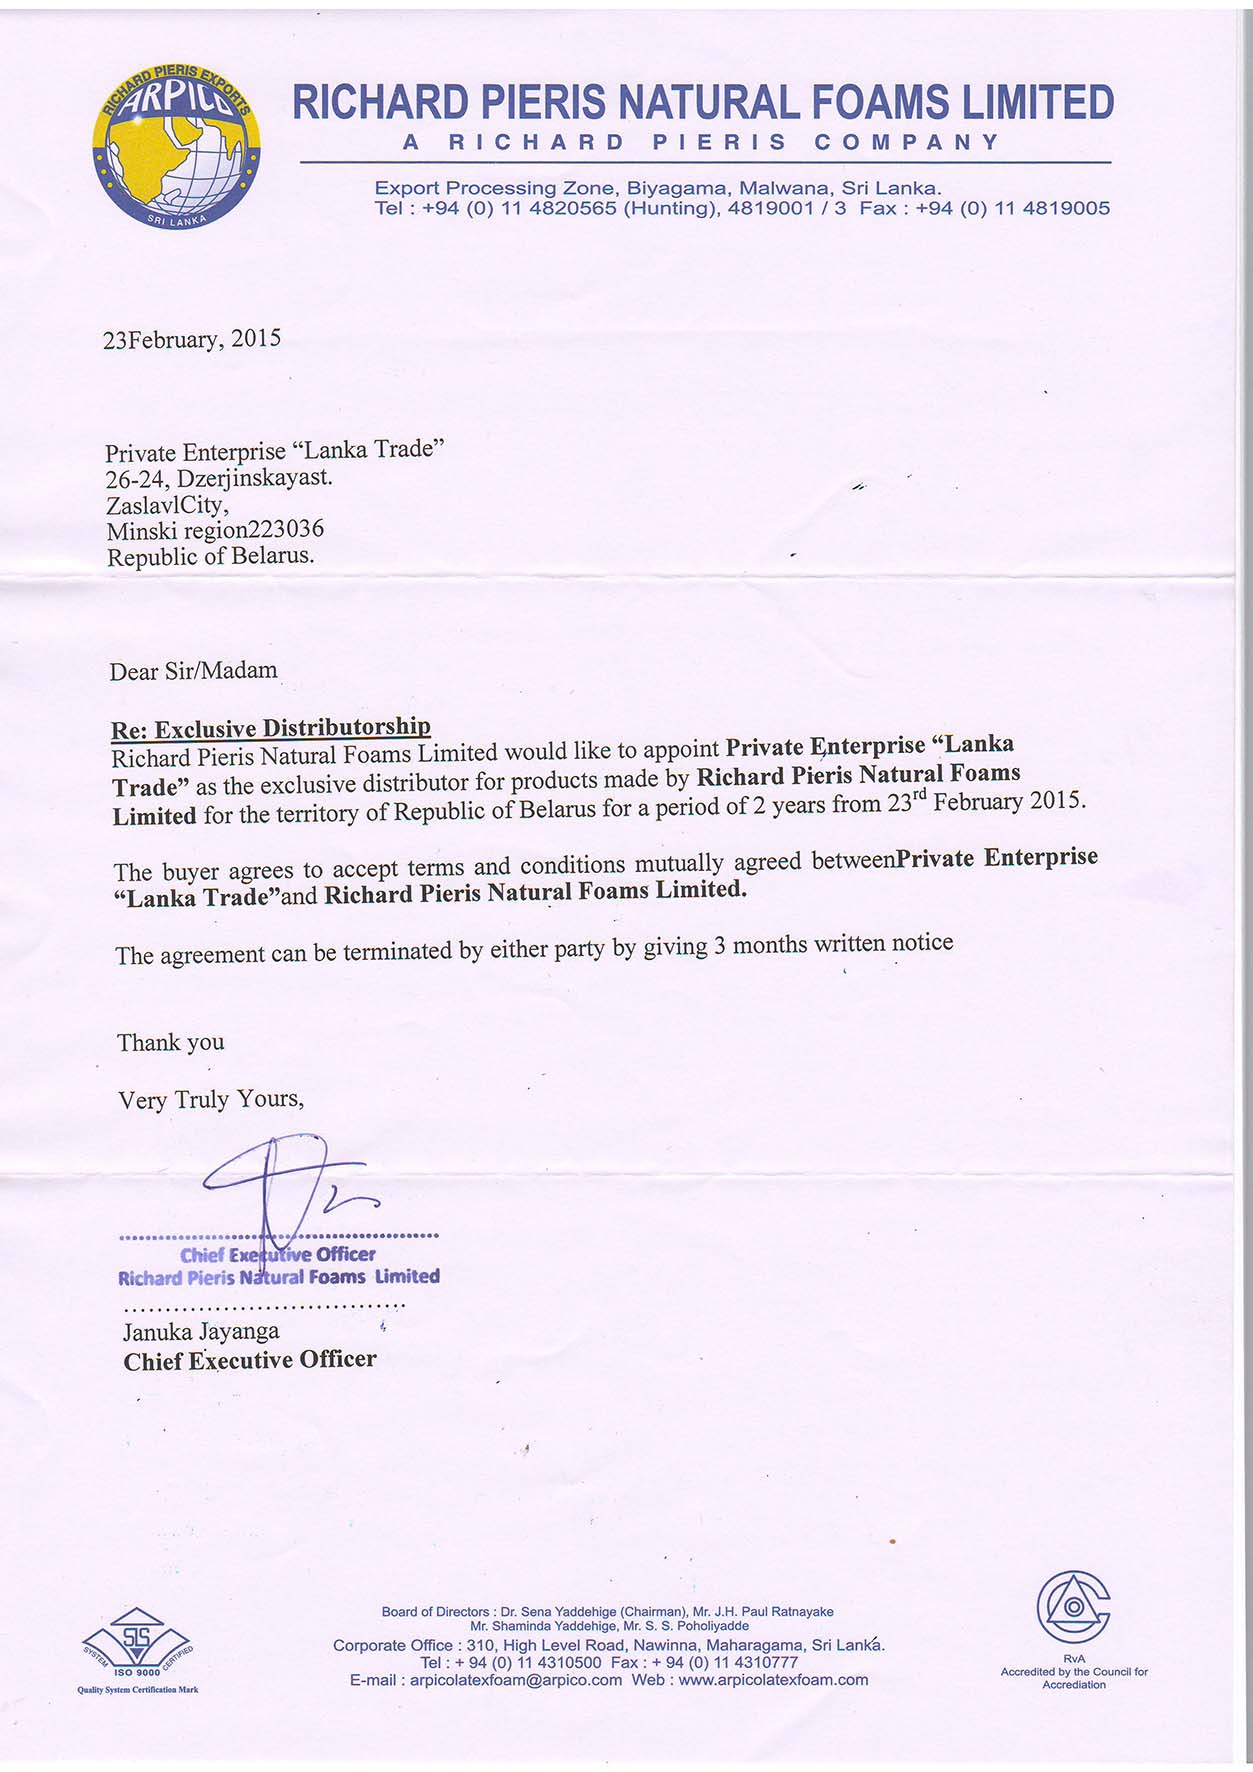 RICHARD PIERIS EXPORTS
ARPICO
SRI LANKA
RICHARD PIERIS NATURAL FOAMS LIMITED
A RICHARD PIERIS COMPANY
Export Processing Zone, Biyagama, Malwana, Sri Lanka.
Tel : +94 (0) 11 4820565 (Hunting), 4819001 / 3 Fax : +94 (0) 11 4819005
23February, 2015
Private Enterprise “Lanka Trade”
26-24, Dzerjinskayast.
ZaslavlCity,
Minski region223036
Republic of Belarus.
Dear Sir/Madam
Re: Exclusive Distributorship
Richard Pieris Natural Foams Limited would like to appoint Private Enterprise “Lanka
Trade” as the exclusive distributor for products made by Richard Pieris Natural Foams
Limited for the territory of Republic of Belarus for a period of 2 years from 23rd February 2015.
The buyer agrees to accept terms and conditions mutually agreed betweenPrivate Enterprise
“Lanka Trade”and Richard Pieris Natural Foams Limited.
The agreement can be terminated by either party by giving 3 months written notice
Thank you
Very Truly Yours,
Chief Executive Officer
Richard Pieris Natural Foams Limited
Januka Jayanga
Chief Executive Officer
SLS
SYSTEM CERTIFIED
ISO 9000
Quality System Certification Mark
Board of Directors : Dr. Sena Yaddehige (Chairman), Mr. J.H. Paul Ratnayake
Mr. Shaminda Yaddehige, Mr. S. S. Poholiyadde
Corporate Office : 310, High Level Road, Nawinna, Maharagama, Sri Lanka.
Tel : + 94 (0) 11 4310500 Fax : + 94 (0) 11 4310777
E-mail : arpicolatexfoam@arpico.com Web : www.arpicolatexfoam.com
RvA
Accredited by the Council for
Accrediation